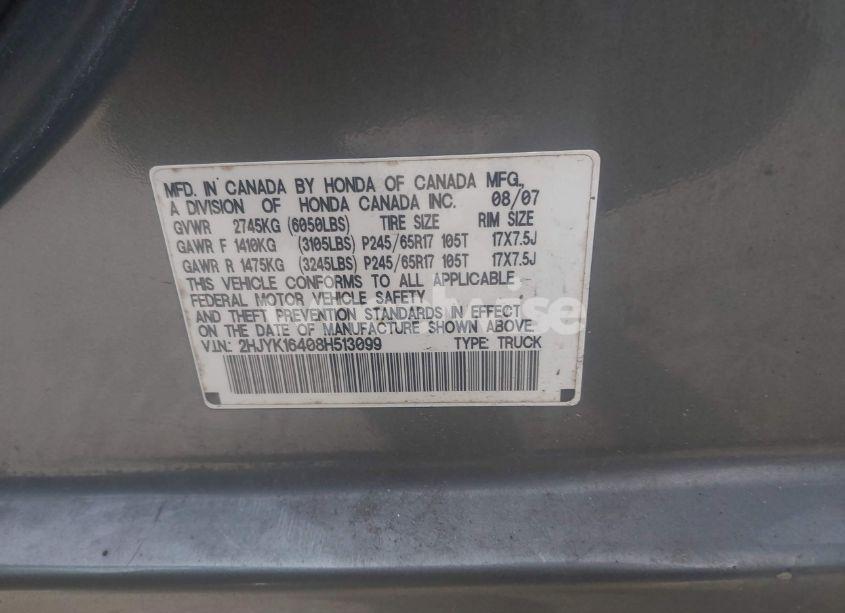 MFD. IN CANADA BY HONDA OF CANADA MFG.,
A DIVISION OF HONDA CANADA INC. 08/07
GVWR 2745KG (6050LBS) TIRE SIZE RIM SIZE
GAWR F 1410KG (3105LBS) P245/65R17 105T 17X7.5J
GAWR R 1475KG (3245LBS) P245/65R17 105T 17X7.5J
THIS VEHICLE CONFORMS TO ALL APPLICABLE
FEDERAL MOTOR VEHICLE SAFETY
AND THEFT PREVENTION STANDARDS IN EFFECT
ON THE DATE OF MANUFACTURE SHOWN ABOVE.
V.I.N.: 2HJYK16408H513099 TYPE: TRUCK